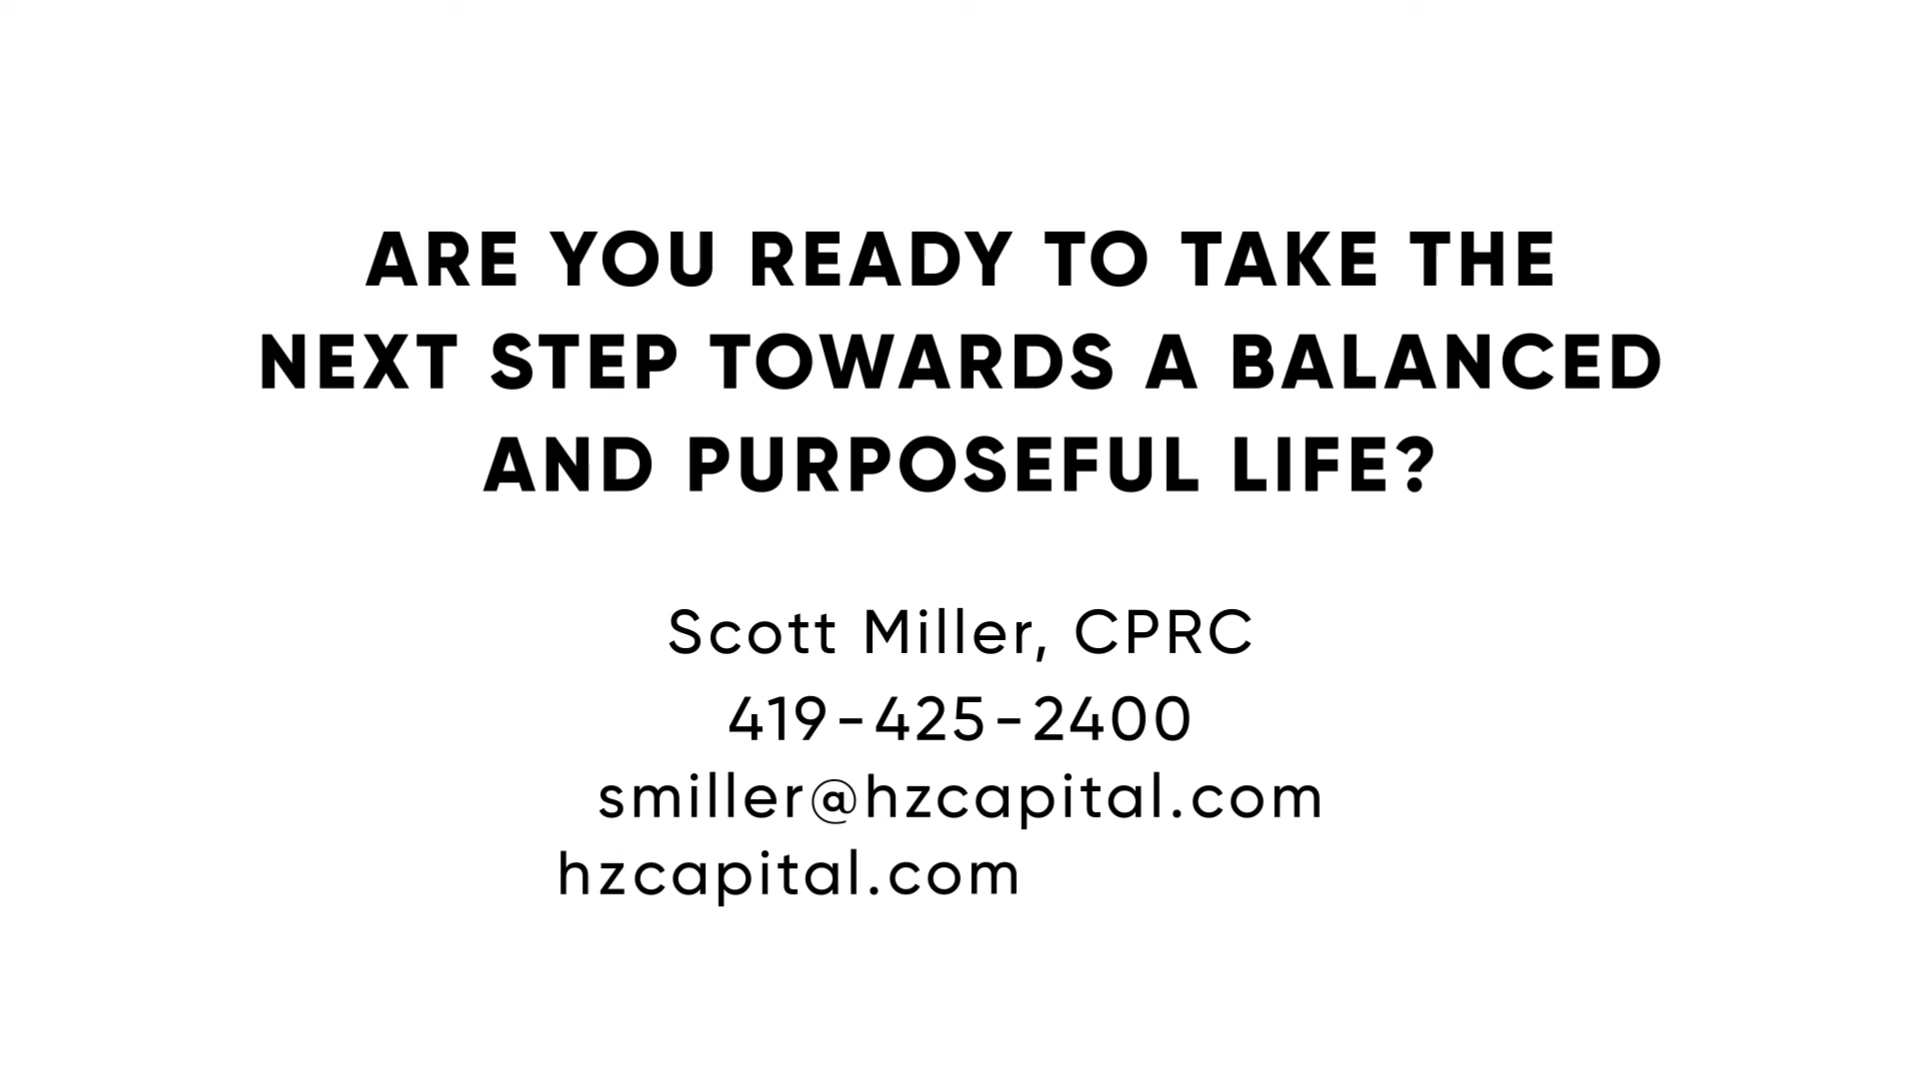 ARE YOU READY TO TAKE THE
NEXT STEP TOWARDS A BALANCED
AND PURPOSEFUL LIFE?
Scott Miller, CPRC
419-425-2400
smiller@hzcapital.com
hzcapital.com